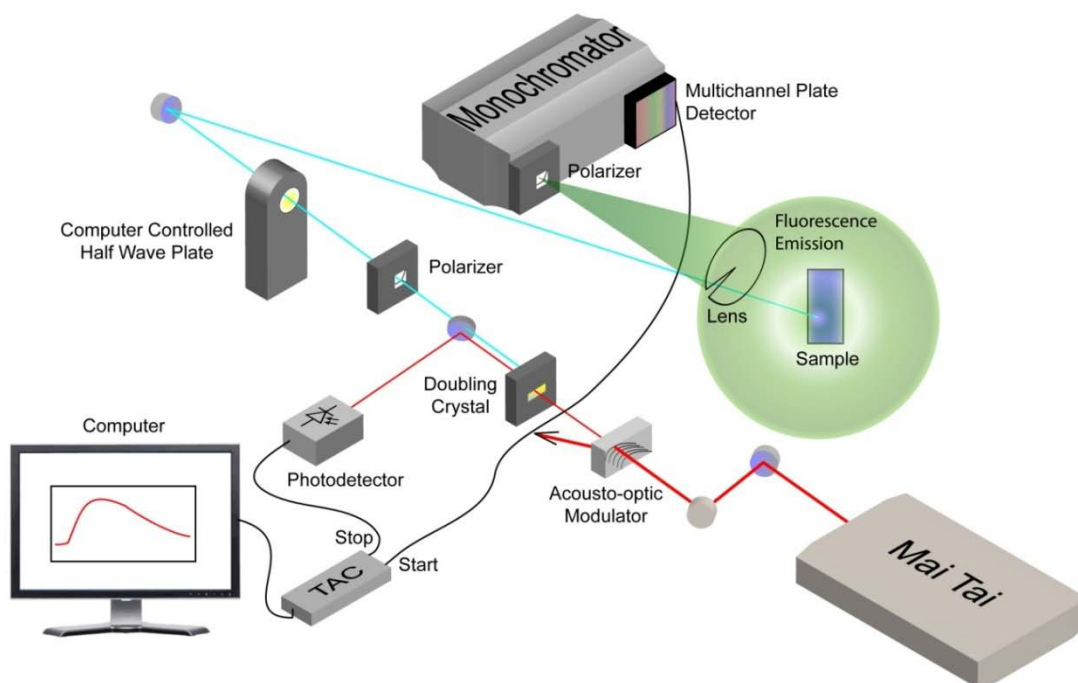 Monochromator
Multichannel Plate
Detector
Polarizer
Fluorescence
Emission
Computer Controlled
Half Wave Plate
Polarizer
Lens
Sample
Doubling
Crystal
Computer
Photodetector
Acousto-optic
Modulator
Stop
Start
TAC
Mai Tai